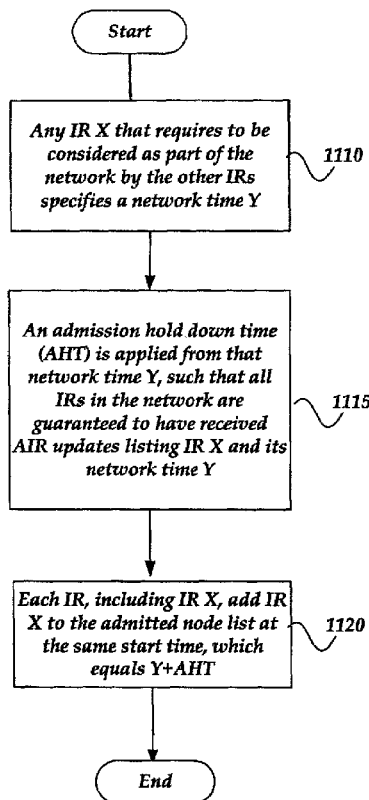 Start
Any IR X that requires to be
considered as part of the
network by the other IRs
specifies a network time Y
1110
An admission hold down time
(AHT) is applied from that
network time Y, such that all
IRs in the network are
guaranteed to have received
AIR updates listing IR X and its
network time Y
1115
Each IR, including IR X, add IR
X to the admitted node list at
the same start time, which
equals Y+AHT
1120
End